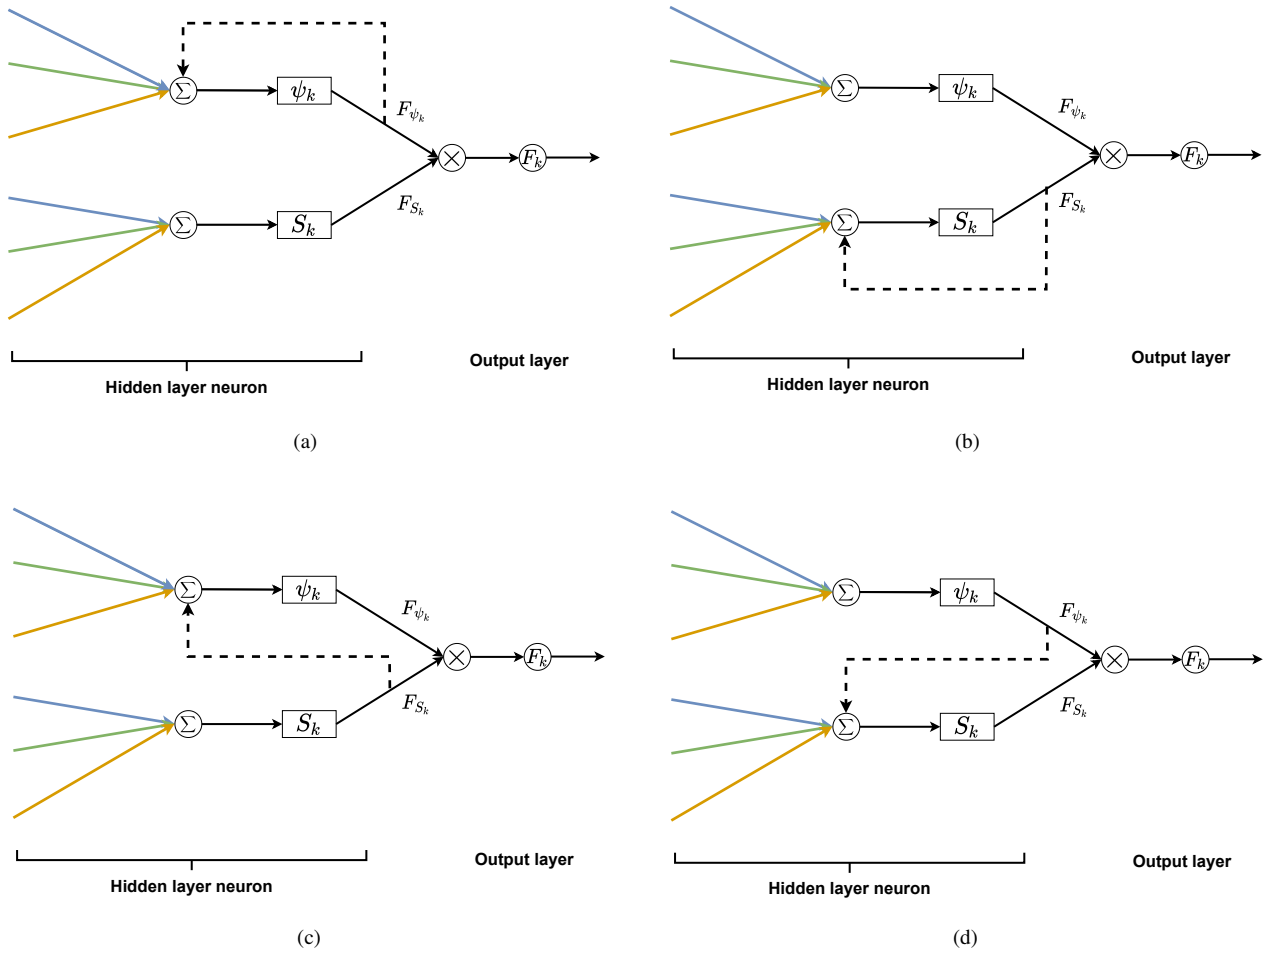 ∑ ψ_k F_{ψ_k}
× F_k
∑ S_k F_{S_k}
Output layer
Hidden layer neuron
(a)
∑ ψ_k F_{ψ_k}
× F_k
∑ S_k F_{S_k}
Output layer
Hidden layer neuron
(b)
∑ ψ_k F_{ψ_k}
× F_k
∑ S_k F_{S_k}
Output layer
Hidden layer neuron
(c)
∑ ψ_k F_{ψ_k}
× F_k
∑ S_k F_{S_k}
Output layer
Hidden layer neuron
(d)